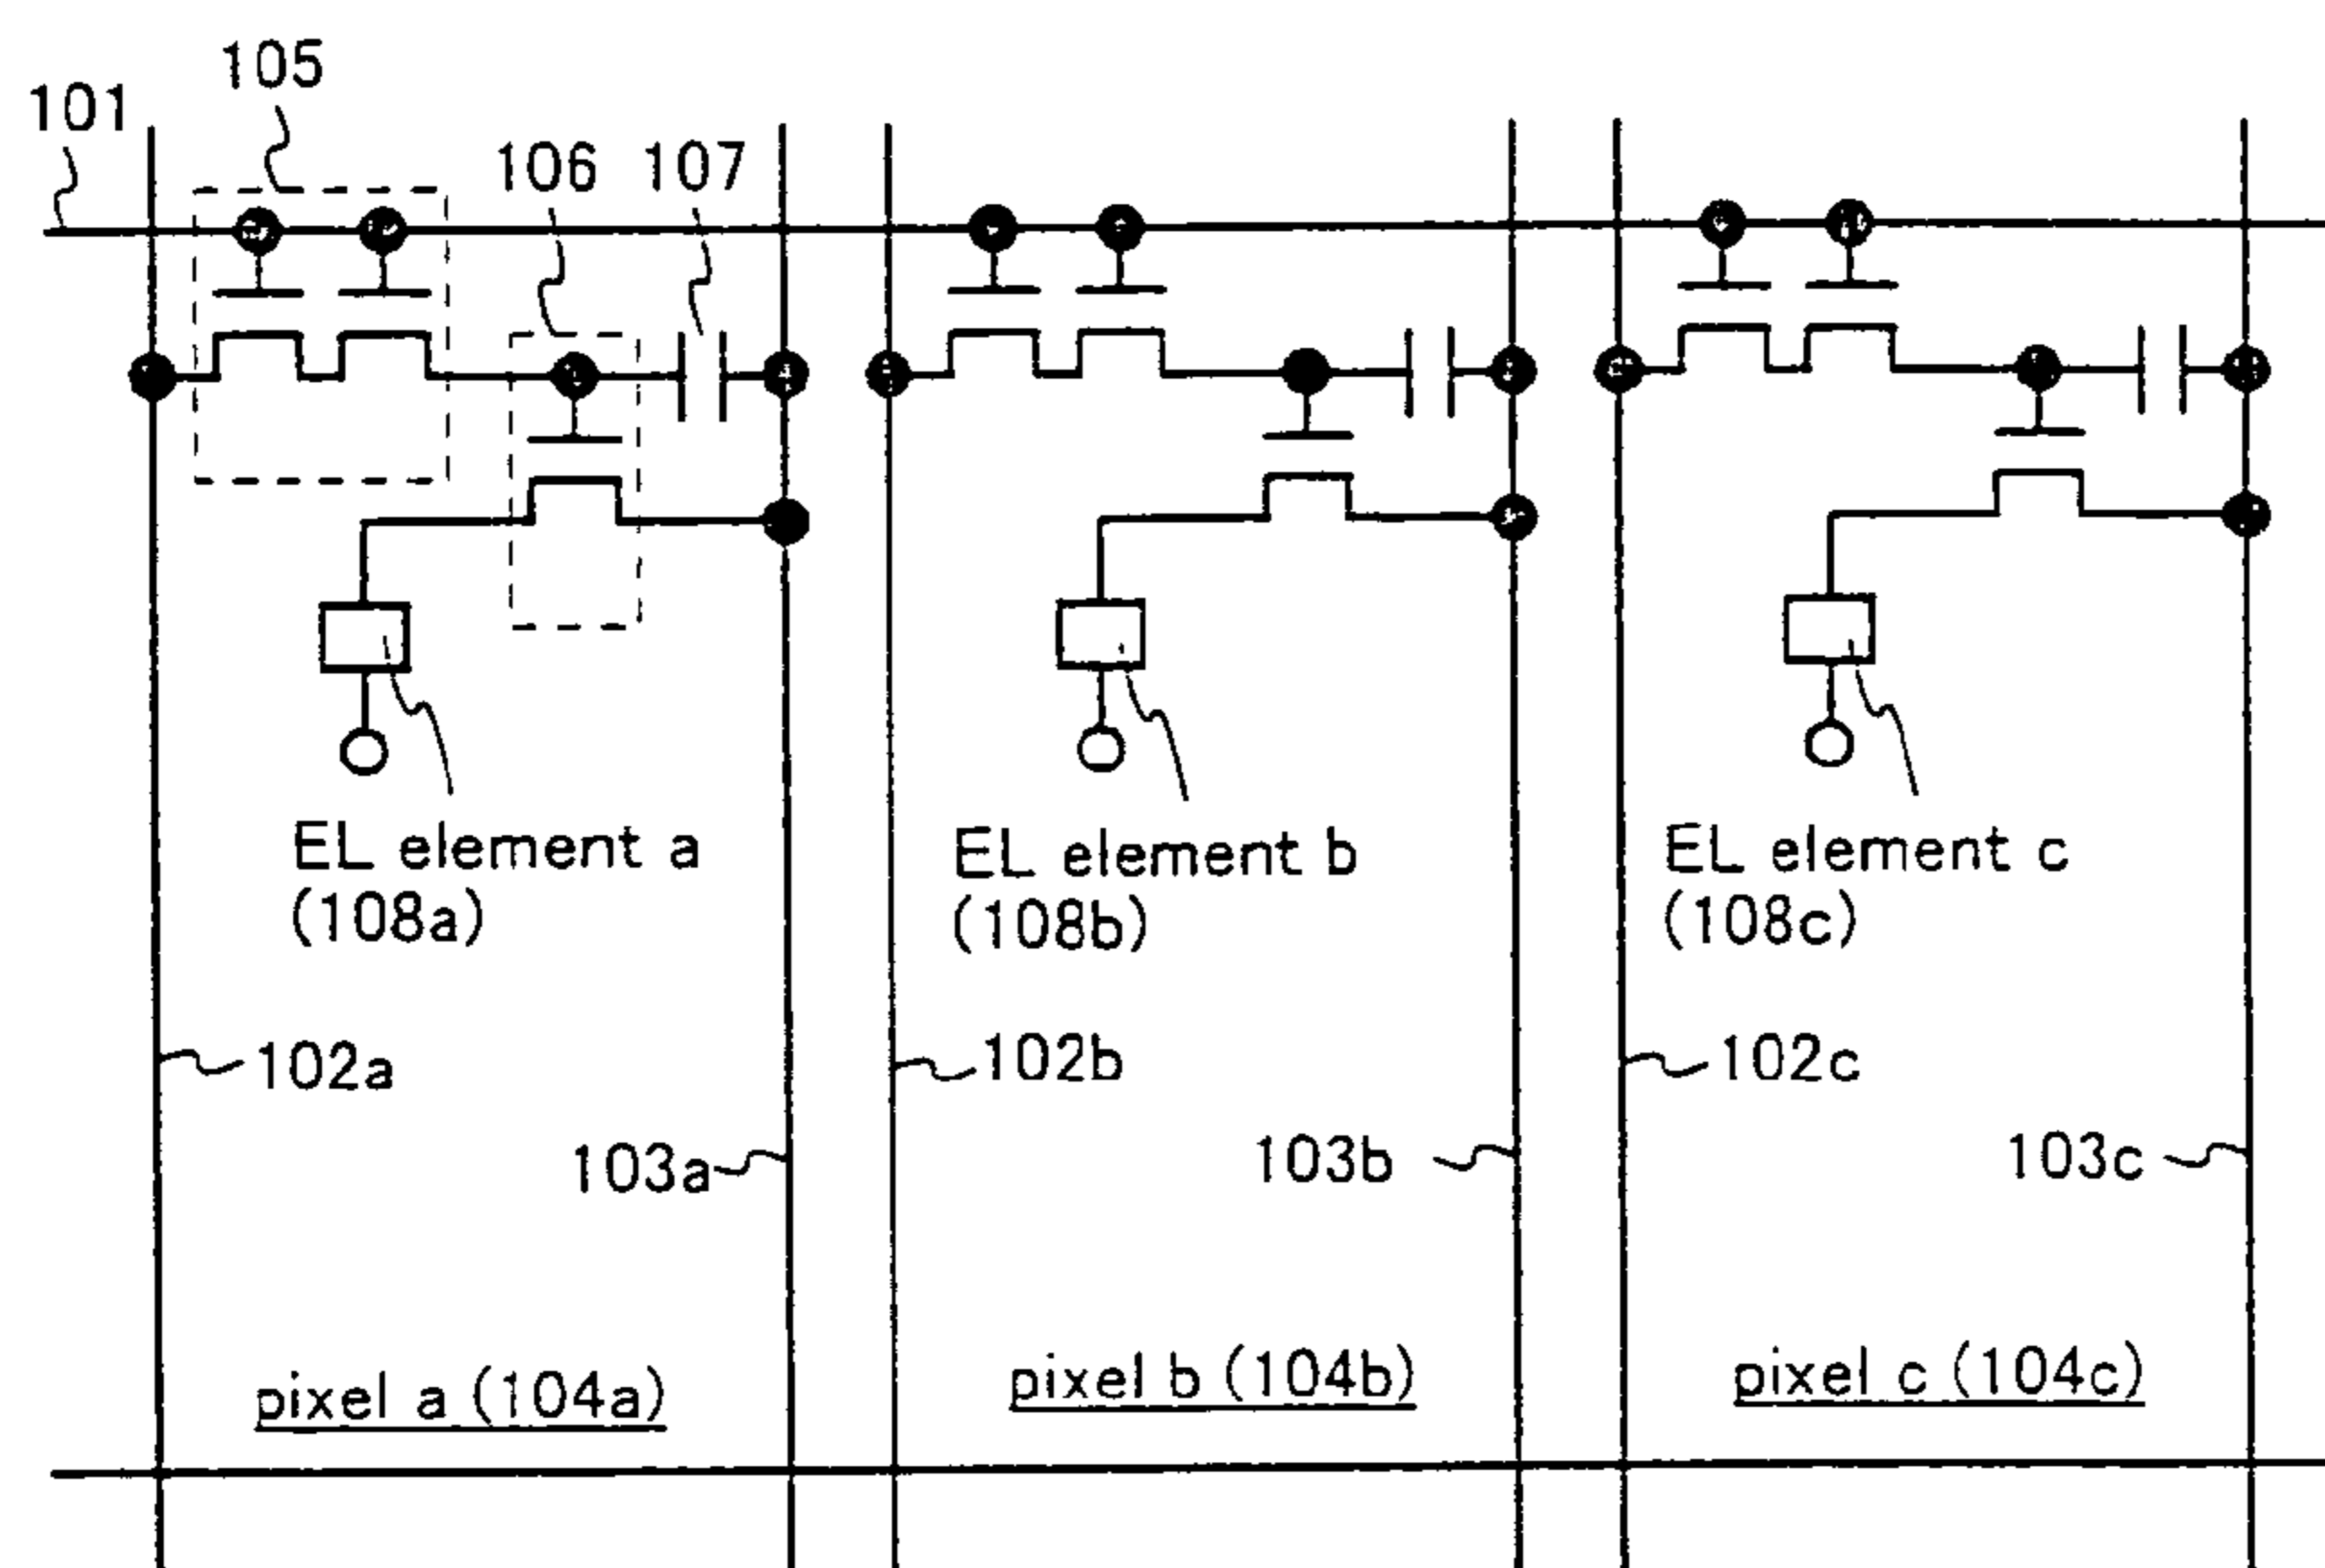 105
101
106
107
EL element a
(108a)
EL element b
(108b)
EL element c
(108c)
102a
102b
102c
103a
103b
103c
pixel a (104a)
pixel b (104b)
pixel c (104c)